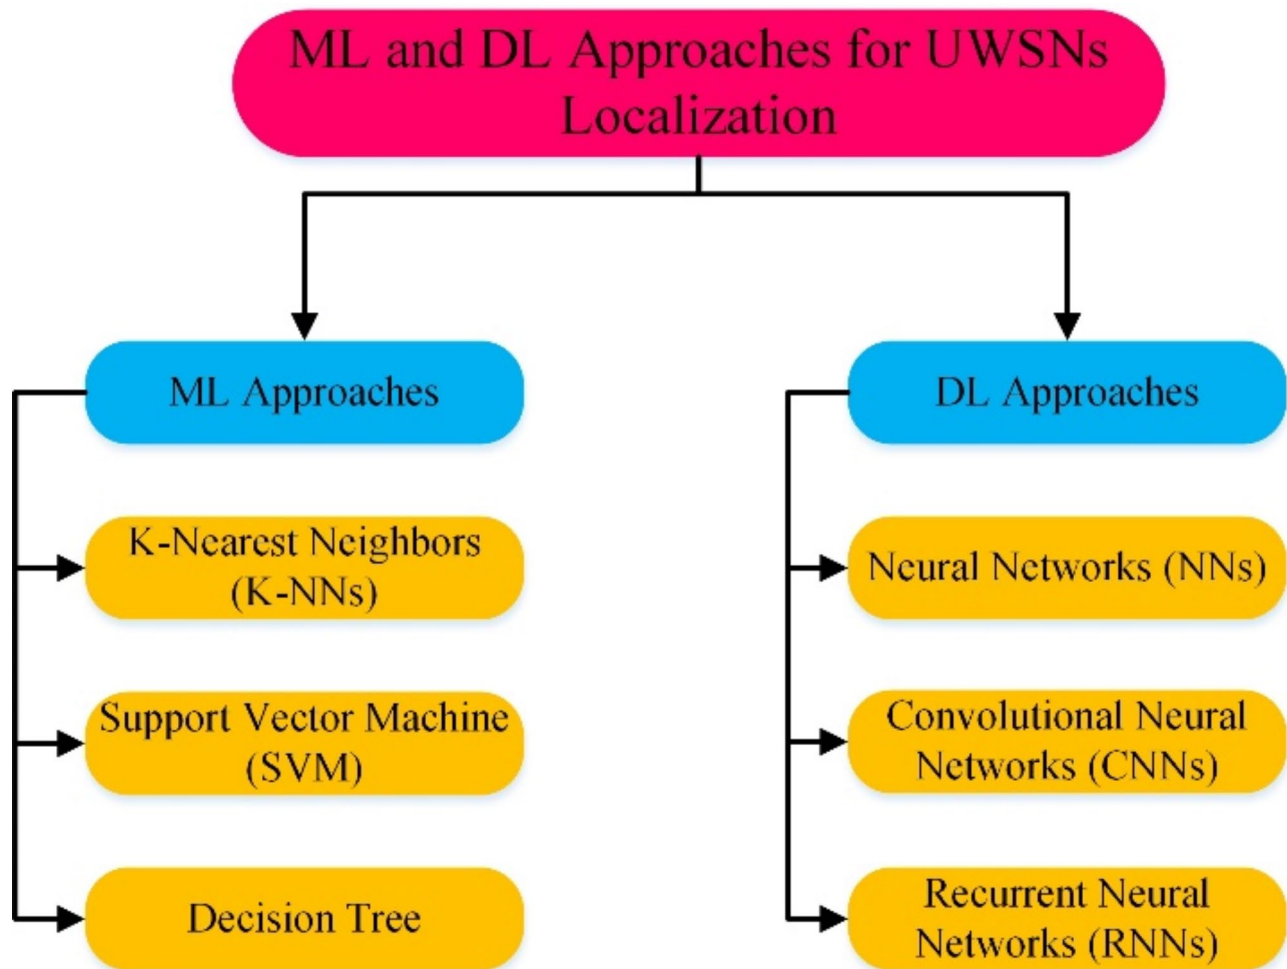 ML and DL Approaches for UWSNs
Localization
ML Approaches
K-Nearest Neighbors
(K-NNs)
Support Vector Machine
(SVM)
Decision Tree
DL Approaches
Neural Networks (NNs)
Convolutional Neural
Networks (CNNs)
Recurrent Neural
Networks (RNNs)